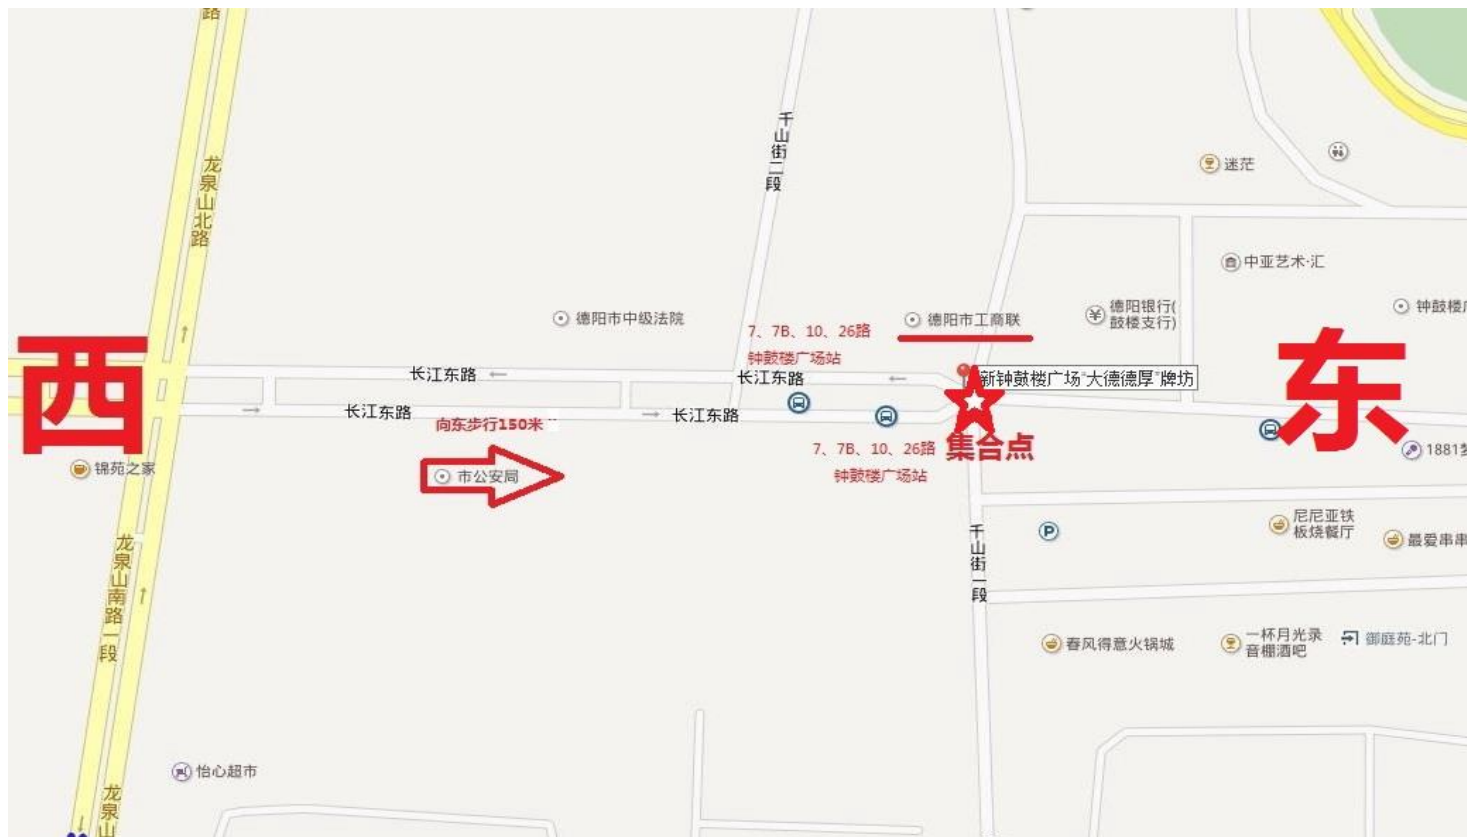 路
龙泉山北路
千山街二段
迷茫
中亚艺术·汇
德阳市中级法院
德阳市工商联
德阳银行(
鼓楼支行)
钟鼓楼广
7、7B、10、26路
钟鼓楼广场站
西
东
长江东路
长江东路
新钟鼓楼广场“大德德厚”牌坊
长江东路
长江东路
向东步行150米
7、7B、10、26路
钟鼓楼广场站
集合点
锦苑之家
市公安局
1881梦
龙泉山南路一段
千山街一段
P
尼尼亚铁
板烧餐厅
最爱串串
春风得意火锅城
一杯月光录
音棚酒吧
御庭苑-北门
怡心超市
龙泉山